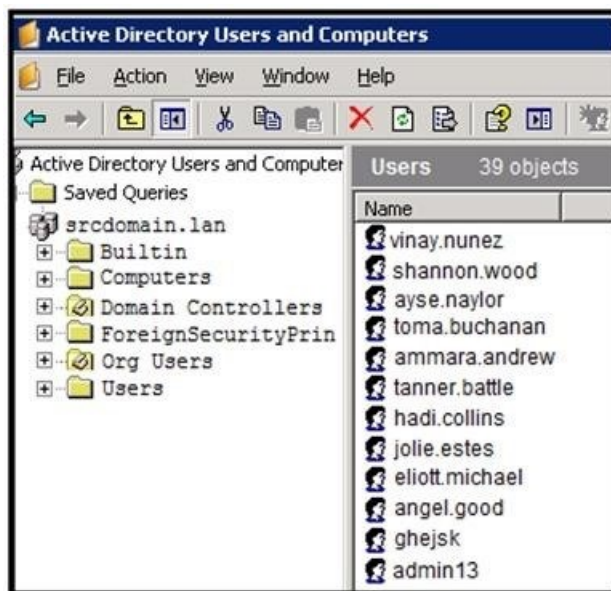 Active Directory Users and Computers
File Action View Window Help
Active Directory Users and Computer
Saved Queries
srcdomain.lan
Builtin
Computers
Domain Controllers
ForeignSecurityPrin
Org Users
Users
Users 39 objects
Name
vinay.nunez
shannon.wood
ayse.naylor
toma.buchanan
ammara.andrew
tanner.battle
hadi.collins
jolie.estes
eliott.michael
angel.good
ghejsk
admin13